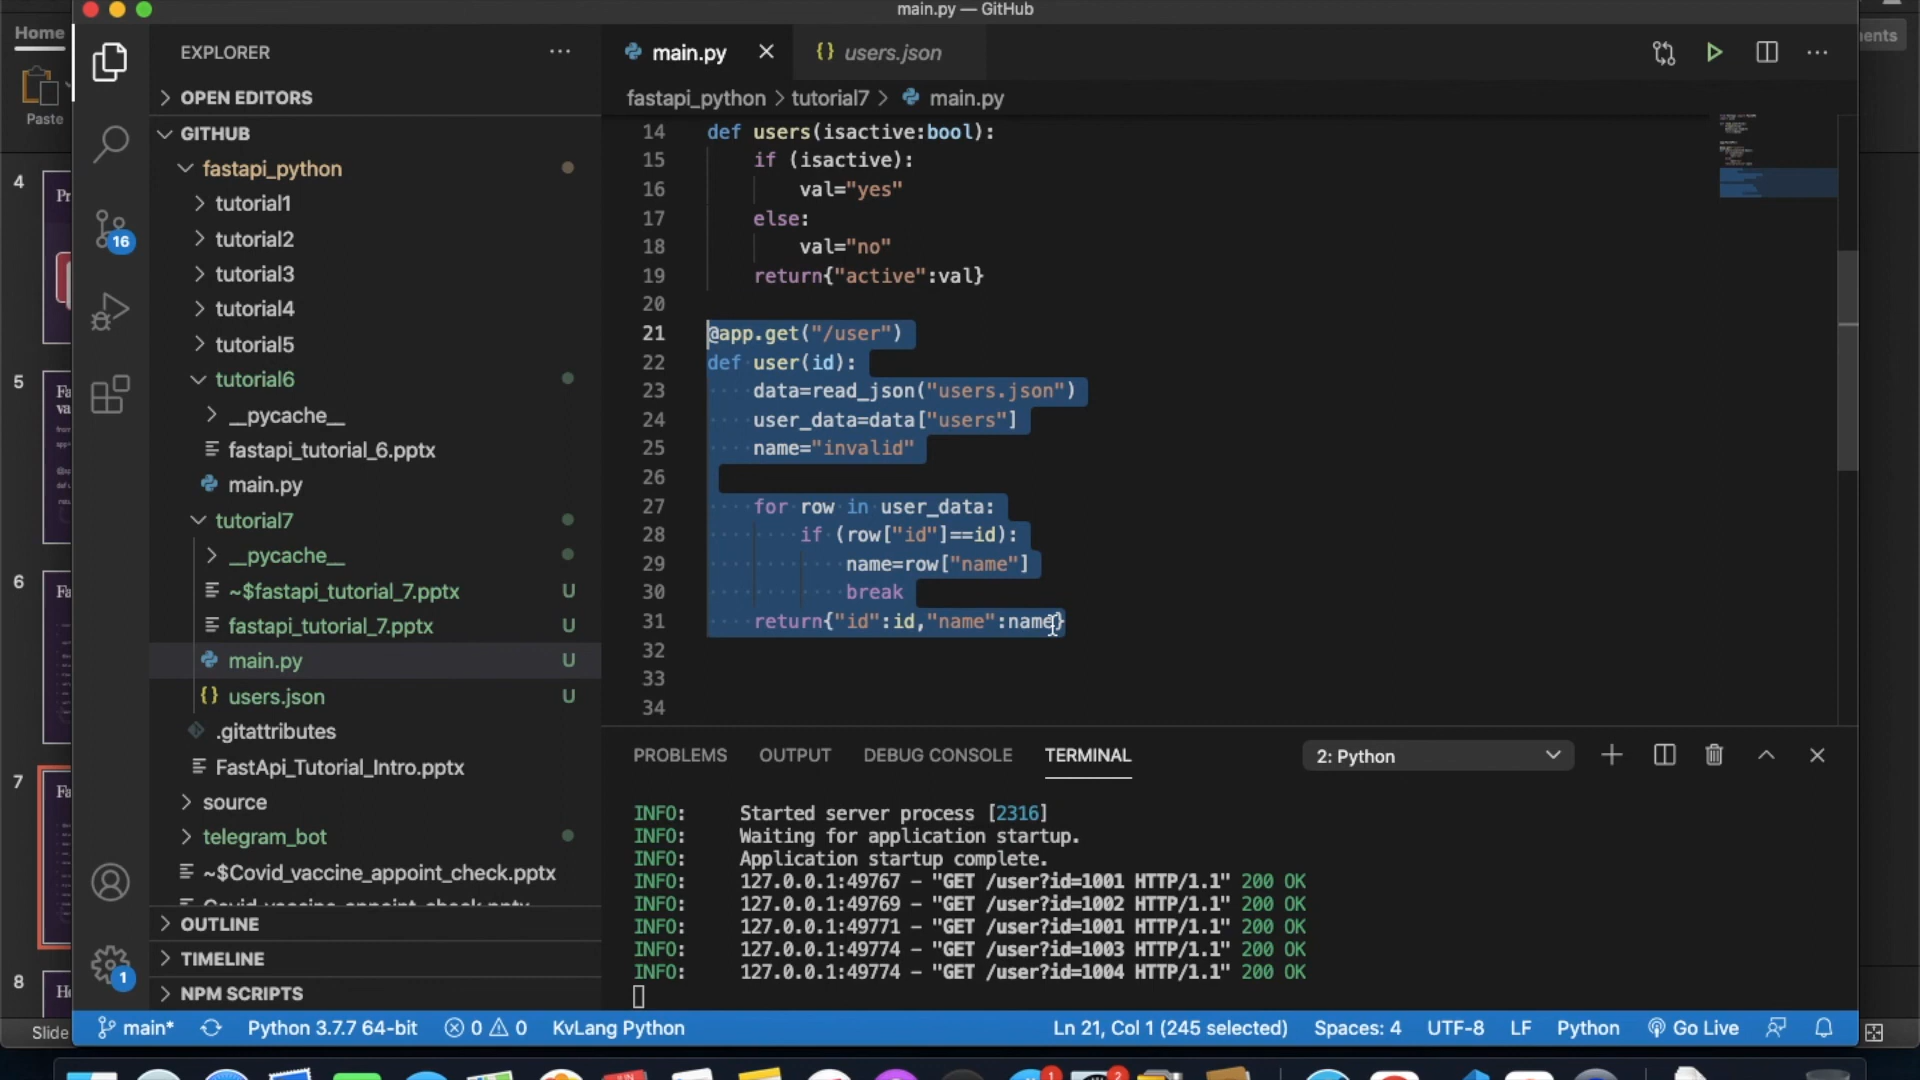 main.py — GitHub
Home
Paste
ents
EXPLORER
main.py
users.json
OPEN EDITORS
fastapi_python > tutorial7 > main.py
GITHUB
fastapi_python
tutorial1
tutorial2
tutorial3
tutorial4
tutorial5
tutorial6
__pycache__
fastapi_tutorial_6.pptx
main.py
tutorial7
__pycache__
~$fastapi_tutorial_7.pptx U
fastapi_tutorial_7.pptx U
main.py U
users.json U
.gitattributes
FastApi_Tutorial_Intro.pptx
source
telegram_bot
~$Covid_vaccine_appoint_check.pptx
Covid_vaccine_appoint_check.pptx
OUTLINE
TIMELINE
NPM SCRIPTS
16
1
4
5
6
7
8
Slide
14 def users(isactive:bool):
15 if (isactive):
16 val="yes"
17 else:
18 val="no"
19 return{"active":val}
20
21 @app.get("/user")
22 def user(id):
23 data=read_json("users.json")
24 user_data=data["users"]
25 name="invalid"
26
27 for row in user_data:
28 if (row["id"]==id):
29 name=row["name"]
30 break
31 return{"id":id,"name":name}
32
33
34
PROBLEMS OUTPUT DEBUG CONSOLE TERMINAL 2: Python
INFO: Started server process [2316]
INFO: Waiting for application startup.
INFO: Application startup complete.
INFO: 127.0.0.1:49767 - "GET /user?id=1001 HTTP/1.1" 200 OK
INFO: 127.0.0.1:49769 - "GET /user?id=1002 HTTP/1.1" 200 OK
INFO: 127.0.0.1:49771 - "GET /user?id=1001 HTTP/1.1" 200 OK
INFO: 127.0.0.1:49774 - "GET /user?id=1003 HTTP/1.1" 200 OK
INFO: 127.0.0.1:49774 - "GET /user?id=1004 HTTP/1.1" 200 OK
main* Python 3.7.7 64-bit 0 0 KvLang Python Ln 21, Col 1 (245 selected) Spaces: 4 UTF-8 LF Python Go Live
1
2